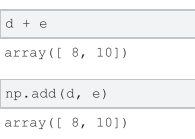 d + e
array([ 8, 10])
np.add(d, e)
array([ 8, 10])